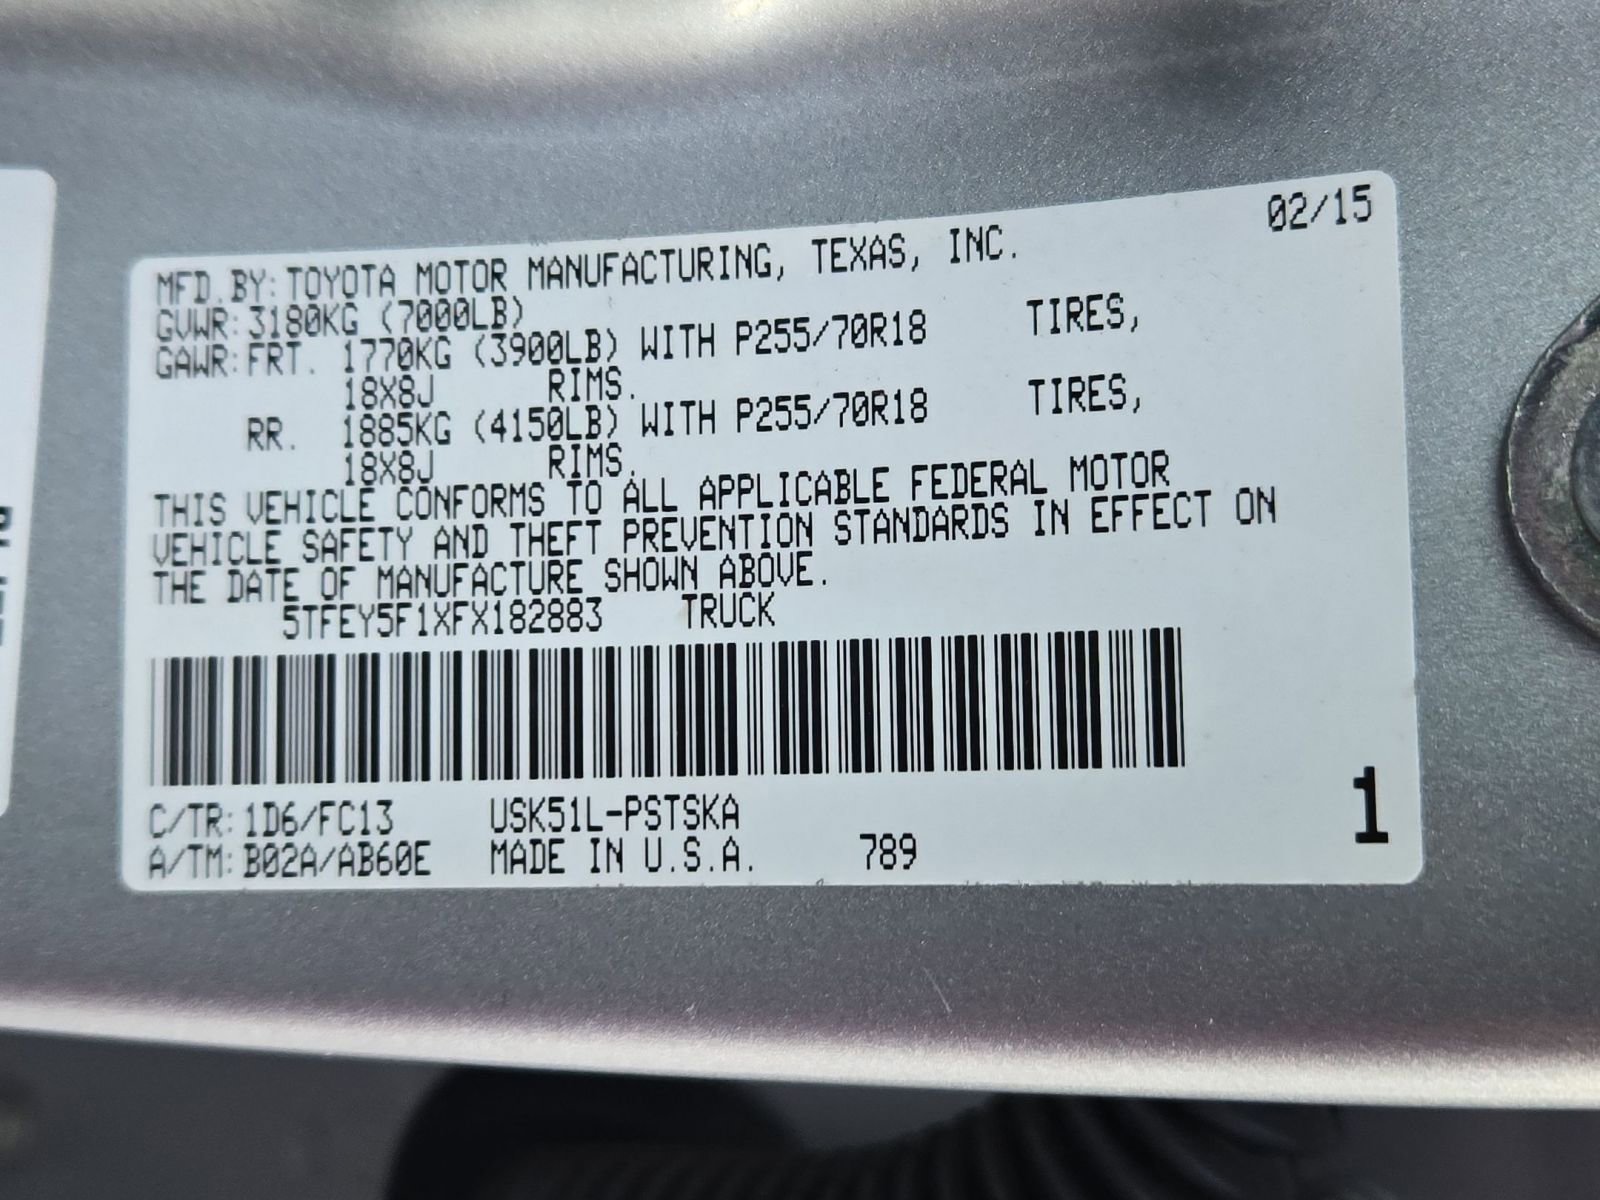 02/15
MFD.BY: TOYOTA MOTOR MANUFACTURING, TEXAS, INC.
GVWR: 3180KG (7000LB)
GAWR: FRT. 1770KG (3900LB) WITH P255/70R18 TIRES,
18X8J RIMS.
RR. 1885KG (4150LB) WITH P255/70R18 TIRES,
18X8J RIMS.
THIS VEHICLE CONFORMS TO ALL APPLICABLE FEDERAL MOTOR
VEHICLE SAFETY AND THEFT PREVENTION STANDARDS IN EFFECT ON
THE DATE OF MANUFACTURE SHOWN ABOVE.
5TFEY5F1XFX182883 TRUCK
C/TR: 1D6/FC13 USK51L-PSTSKA
A/TM: B02A/AB60E MADE IN U.S.A. 789
1